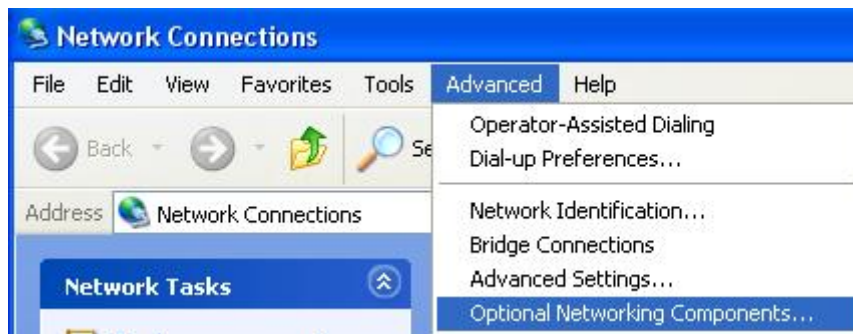 Network Connections
File Edit View Favorites Tools Advanced Help
Back
Operator-Assisted Dialing
Dial-up Preferences...
Address Network Connections
Network Identification...
Bridge Connections
Advanced Settings...
Optional Networking Components...
Network Tasks